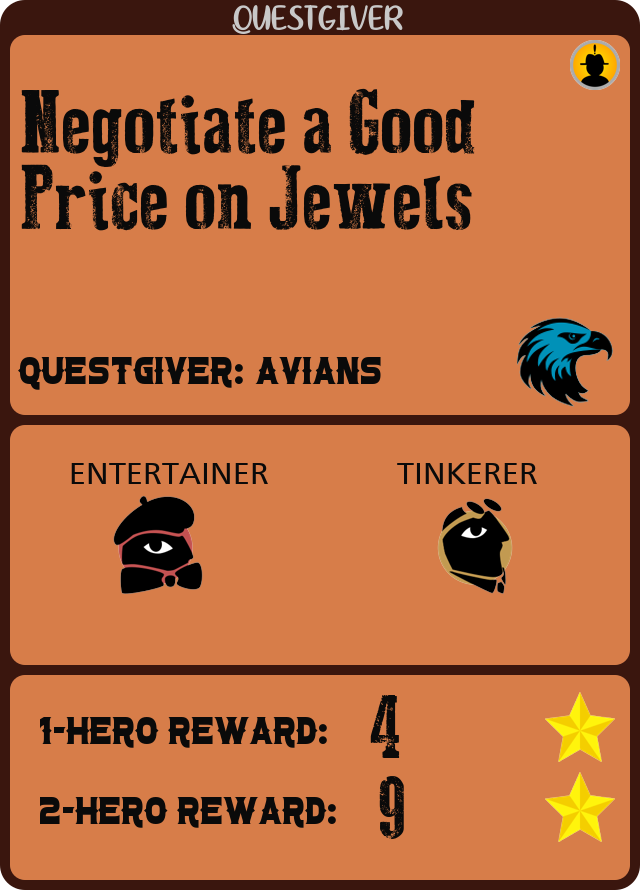 QUESTGIVER
Negotiate a Good
Price on Jewels
QUESTGIVER: AVIANS
ENTERTAINER
TINKERER
1-HERO REWARD: 4
2-HERO REWARD: 9